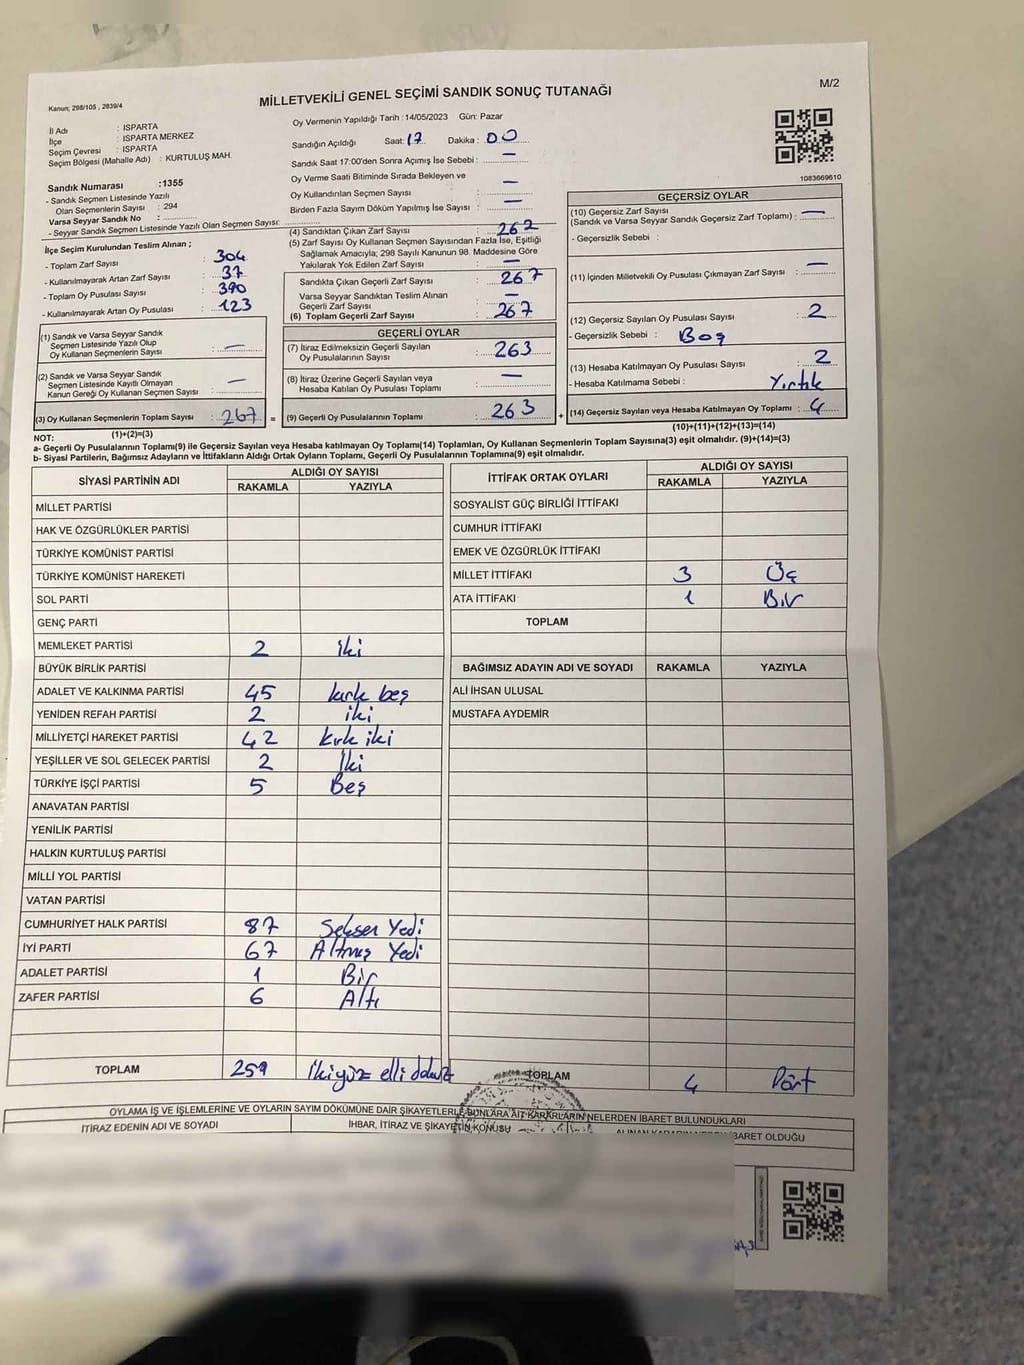 M/2
Kanun; 298/105 , 2839/4
MİLLETVEKİLİ GENEL SEÇİMİ SANDIK SONUÇ TUTANAĞI
İl Adı : ISPARTA
İlçe : ISPARTA MERKEZ
Seçim Çevresi : ISPARTA
Seçim Bölgesi (Mahalle Adı) : KURTULUŞ MAH.
Oy Vermenin Yapıldığı Tarih :14/05/2023 Gün: Pazar
Sandığın Açıldığı Saat: 17 Dakika : 00
Sandık Saat 17:00'den Sonra Açımış İse Sebebi : —
Oy Verme Saati Bitiminde Sırada Bekleyen ve
Oy Kullandırılan Seçmen Sayısı : —
Birden Fazla Sayım Döküm Yapılmış İse Sayısı : —
1083669610
Sandık Numarası :1355
- Sandık Seçmen Listesinde Yazılı
Olan Seçmenlerin Sayısı : 294
Varsa Seyyar Sandık No :
- Seyyar Sandık Seçmen Listesinde Yazılı Olan Seçmen Sayısı:
İlçe Seçim Kurulundan Teslim Alınan ;
- Toplam Zarf Sayısı : 304
- Kullanılmayarak Artan Zarf Sayısı : 37
- Toplam Oy Pusulası Sayısı : 390
- Kullanılmayarak Artan Oy Pusulası : 123
(1) Sandık ve Varsa Seyyar Sandık
Seçmen Listesinde Yazılı Olup
Oy Kullanan Seçmenlerin Sayısı : —
(2) Sandık ve Varsa Seyyar Sandık
Seçmen Listesinde Kayıtlı Olmayan
Kanun Gereği Oy Kullanan Seçmen Sayısı : —
(3) Oy Kullanan Seçmenlerin Toplam Sayısı : 267 =
(1)+(2)=(3)
(4) Sandıktan Çıkan Zarf Sayısı : 262
(5) Zarf Sayısı Oy Kullanan Seçmen Sayısından Fazla İse, Eşitliği
Sağlamak Amacıyla; 298 Sayılı Kanunun 98. Maddesine Göre
Yakılarak Yok Edilen Zarf Sayısı : —
Sandıkta Çıkan Geçerli Zarf Sayısı : 267
Varsa Seyyar Sandıktan Teslim Alınan
Geçerli Zarf Sayısı : —
(6) Toplam Geçerli Zarf Sayısı : 267
GEÇERLİ OYLAR
(7) İtiraz Edilmeksizin Geçerli Sayılan
Oy Pusulalarının Sayısı : 263
(8) İtiraz Üzerine Geçerli Sayılan veya
Hesaba Katılan Oy Pusulası Toplamı : —
(9) Geçerli Oy Pusulalarının Toplamı : 263 +
GEÇERSİZ OYLAR
(10) Geçersiz Zarf Sayısı
(Sandık ve Varsa Seyyar Sandık Geçersiz Zarf Toplamı) : —
- Geçersizlik Sebebi :
(11) İçinden Milletvekili Oy Pusulası Çıkmayan Zarf Sayısı : —
(12) Geçersiz Sayılan Oy Pusulası Sayısı : 2
- Geçersizlik Sebebi : Boş
(13) Hesaba Katılmayan Oy Pusulası Sayısı : 2
- Hesaba Katılmama Sebebi : Yırtık
(14) Geçersiz Sayılan veya Hesaba Katılmayan Oy Toplamı : 4
(10)+(11)+(12)+(13)=(14)
NOT:
a- Geçerli Oy Pusulalarının Toplamı(9) ile Geçersiz Sayılan veya Hesaba katılmayan Oy Toplamı(14) Toplamları, Oy Kullanan Seçmenlerin Toplam Sayısına(3) eşit olmalıdır. (9)+(14)=(3)
b- Siyasi Partilerin, Bağımsız Adayların ve İttifakların Aldığı Ortak Oyların Toplamı, Geçerli Oy Pusulalarının Toplamına(9) eşit olmalıdır.
SİYASİ PARTİNİN ADI ALDIĞI OY SAYISI
RAKAMLA YAZIYLA
MİLLET PARTİSİ
HAK VE ÖZGÜRLÜKLER PARTİSİ
TÜRKİYE KOMÜNİST PARTİSİ
TÜRKİYE KOMÜNİST HAREKETİ
SOL PARTİ
GENÇ PARTİ
MEMLEKET PARTİSİ 2 iki
BÜYÜK BİRLİK PARTİSİ
ADALET VE KALKINMA PARTİSİ 45 kırk beş
YENİDEN REFAH PARTİSİ 2 iki
MİLLİYETÇİ HAREKET PARTİSİ 42 kırk iki
YEŞİLLER VE SOL GELECEK PARTİSİ 2 İki
TÜRKİYE İŞÇİ PARTİSİ 5 Beş
ANAVATAN PARTİSİ
YENİLİK PARTİSİ
HALKIN KURTULUŞ PARTİSİ
MİLLİ YOL PARTİSİ
VATAN PARTİSİ
CUMHURİYET HALK PARTİSİ 87 Seksen Yedi
İYİ PARTİ 67 Altmış Yedi
ADALET PARTİSİ 1 Bir
ZAFER PARTİSİ 6 Altı
TOPLAM 259 İkiyüz elli dokuz
İTTİFAK ORTAK OYLARI ALDIĞI OY SAYISI
RAKAMLA YAZIYLA
SOSYALİST GÜÇ BİRLİĞİ İTTİFAKI
CUMHUR İTTİFAKI
EMEK VE ÖZGÜRLÜK İTTİFAKI
MİLLET İTTİFAKI 3 Üç
ATA İTTİFAKI 1 Bir
TOPLAM
BAĞIMSIZ ADAYIN ADI VE SOYADI RAKAMLA YAZIYLA
ALİ İHSAN ULUSAL
MUSTAFA AYDEMİR
TOPLAM 4 Dört
OYLAMA İŞ VE İŞLEMLERİNE VE OYLARIN SAYIM DÖKÜMÜNE DAİR ŞİKAYETLERLE BUNLARA AİT KARARLARIN NELERDEN İBARET BULUNDUKLARI
İTİRAZ EDENİN ADI VE SOYADI İHBAR, İTİRAZ VE ŞİKAYETİN KONUSU İBARET OLDUĞU